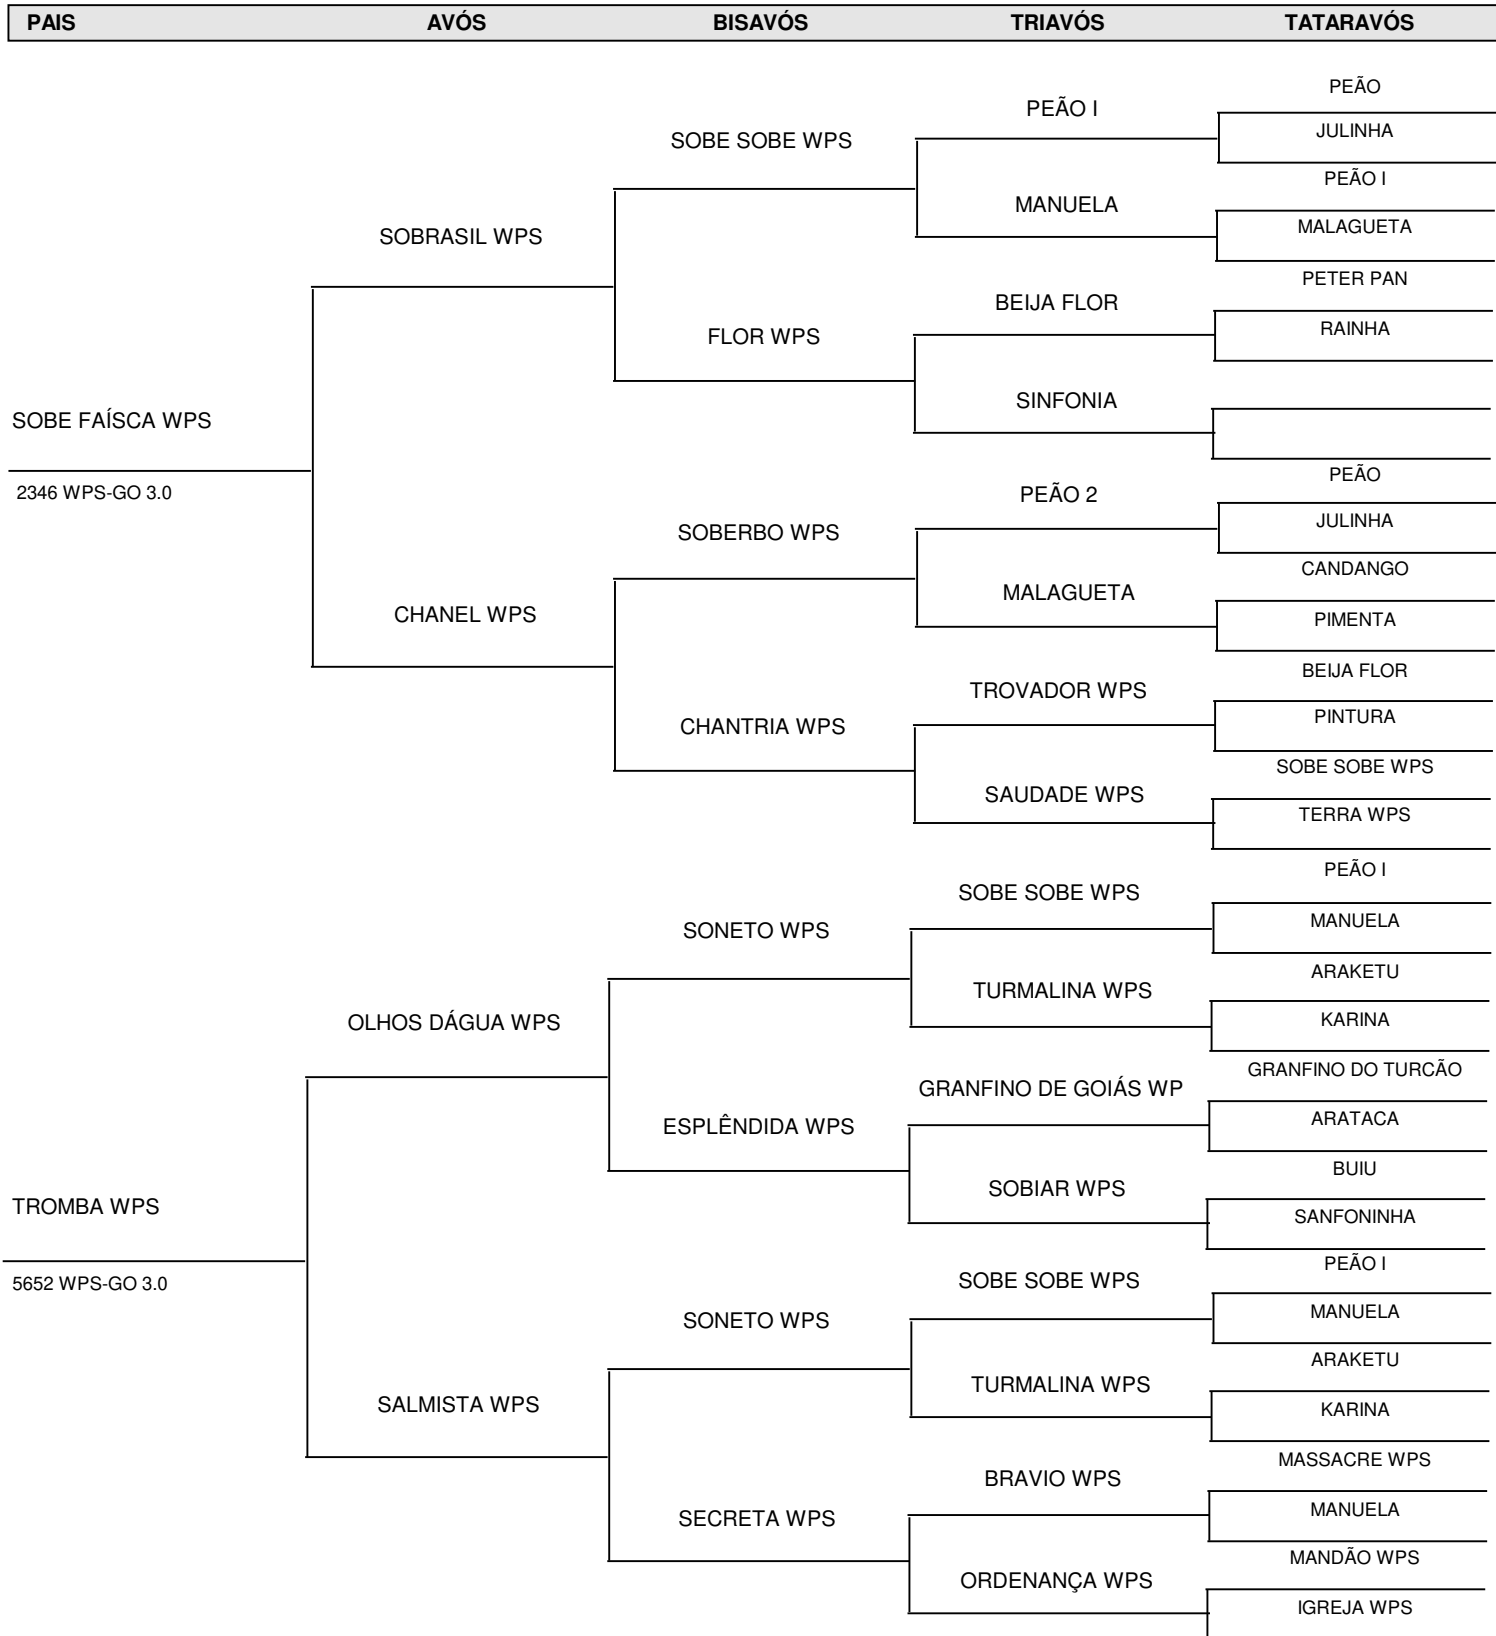 PAIS AVÓS BISAVÓS TRIAVÓS TATARAVÓS
PEÃO
PEÃO I
JULINHA
SOBE SOBE WPS
PEÃO I
MANUELA
MALAGUETA
SOBRASIL WPS
PETER PAN
BEIJA FLOR
RAINHA
FLOR WPS
SINFONIA
SOBE FAÍSCA WPS
PEÃO
2346 WPS-GO 3.0
PEÃO 2
JULINHA
SOBERBO WPS
CANDANGO
MALAGUETA
CHANEL WPS
PIMENTA
BEIJA FLOR
TROVADOR WPS
PINTURA
CHANTRIA WPS
SOBE SOBE WPS
SAUDADE WPS
TERRA WPS
PEÃO I
SOBE SOBE WPS
MANUELA
SONETO WPS
ARAKETU
TURMALINA WPS
OLHOS DÁGUA WPS
KARINA
GRANFINO DO TURCÃO
GRANFINO DE GOIÁS WP
ARATACA
ESPLÊNDIDA WPS
BUIU
SOBIAR WPS
TROMBA WPS
SANFONINHA
PEÃO I
5652 WPS-GO 3.0
SOBE SOBE WPS
MANUELA
SONETO WPS
ARAKETU
TURMALINA WPS
SALMISTA WPS
KARINA
MASSACRE WPS
BRAVIO WPS
MANUELA
SECRETA WPS
MANDÃO WPS
ORDENANÇA WPS
IGREJA WPS